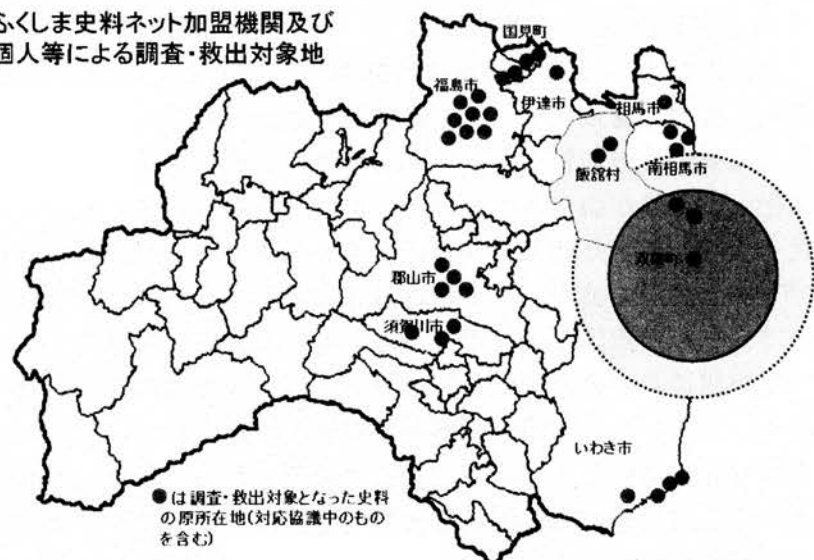 ふくしま史料ネット加盟機関及び
個人等による調査・救出対象地
国見町
福島市
伊達市
相馬市
飯舘村
南相馬市
双葉町
郡山市
須賀川市
いわき市
●は調査・救出対象となった史料
の原所在地(対応協議中のもの
を含む)